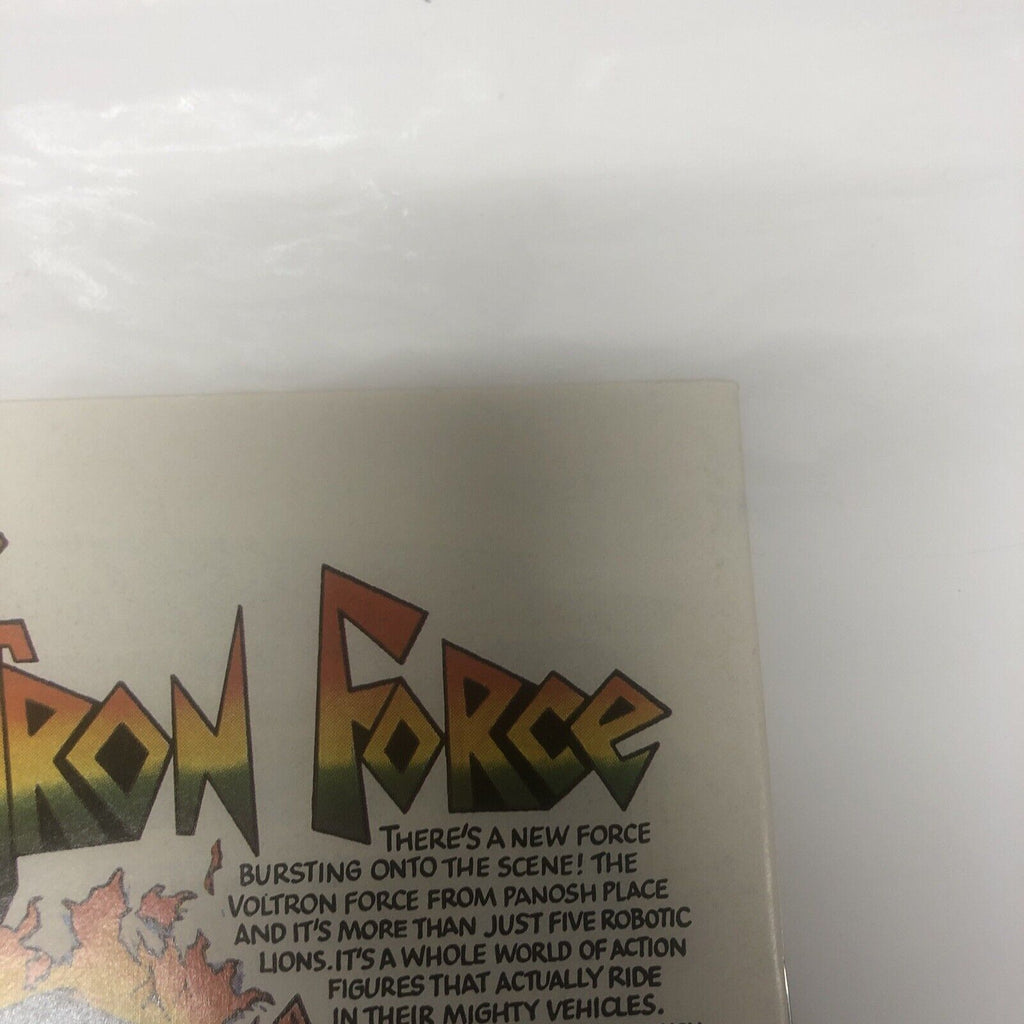 TRON FORCE
THERE'S A NEW FORCE
BURSTING ONTO THE SCENE! THE
VOLTRON FORCE FROM PANOSH PLACE
AND IT'S MORE THAN JUST FIVE ROBOTIC
LIONS. IT'S A WHOLE WORLD OF ACTION
FIGURES THAT ACTUALLY RIDE
IN THEIR MIGHTY VEHICLES.